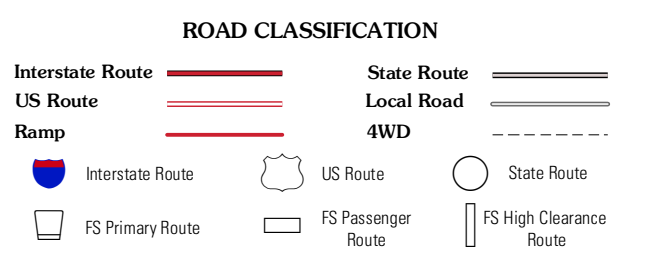 ROAD CLASSIFICATION
Interstate Route
State Route
US Route
Local Road
Ramp
4WD
Interstate Route
US Route
State Route
FS Primary Route
FS Passenger
Route
FS High Clearance
Route